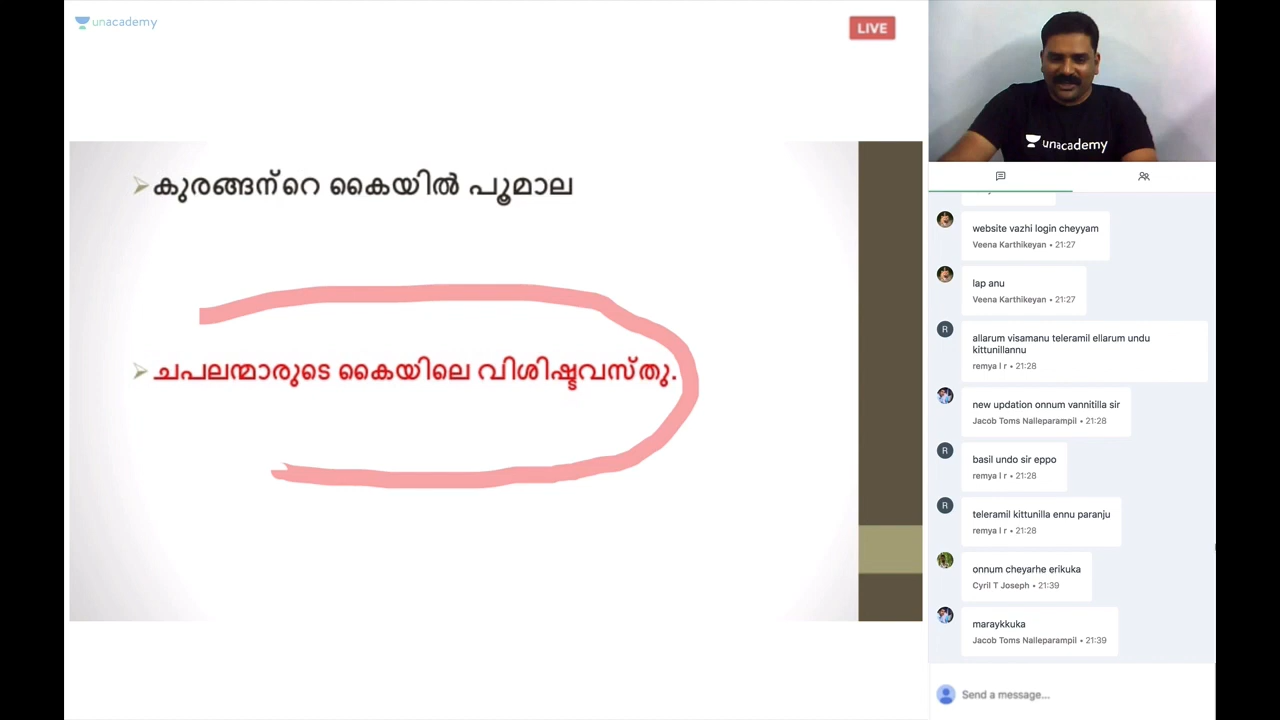 unacademy
LIVE
കുരങ്ങന്റെ കൈയിൽ പൂമാല
ചപലന്മാരുടെ കൈയിലെ വിശിഷ്ടവസ്തു.
unacademy
website vazhi login cheyyam
Veena Karthikeyan • 21:27
lap anu
Veena Karthikeyan • 21:27
R
allarum visamanu teleramil ellarum undu
kittunillannu
remya l r • 21:28
new updation onnum vannitilla sir
Jacob Toms Nalleparampil • 21:28
R
basil undo sir eppo
remya l r • 21:28
R
teleramil kittunilla ennu paranju
remya l r • 21:28
onnum cheyarhe erikuka
Cyril T Joseph • 21:39
maraykkuka
Jacob Toms Nalleparampil • 21:39
Send a message...